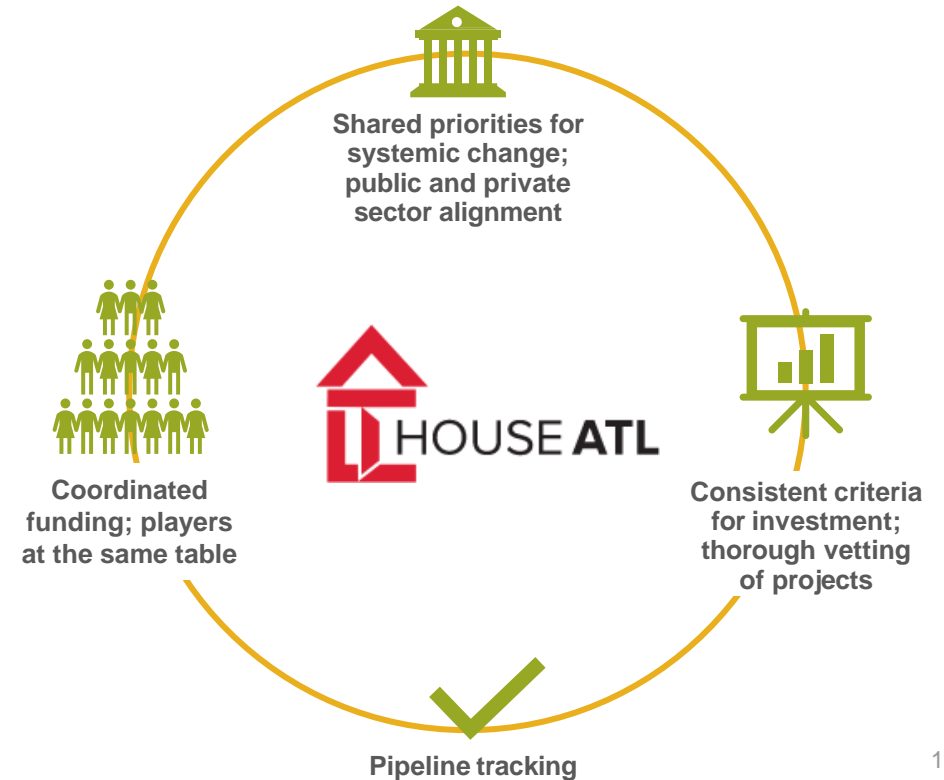 Shared priorities for
systemic change;
public and private
sector alignment
HOUSE ATL
Coordinated
funding; players
at the same table
Consistent criteria
for investment;
thorough vetting
of projects
Pipeline tracking
1